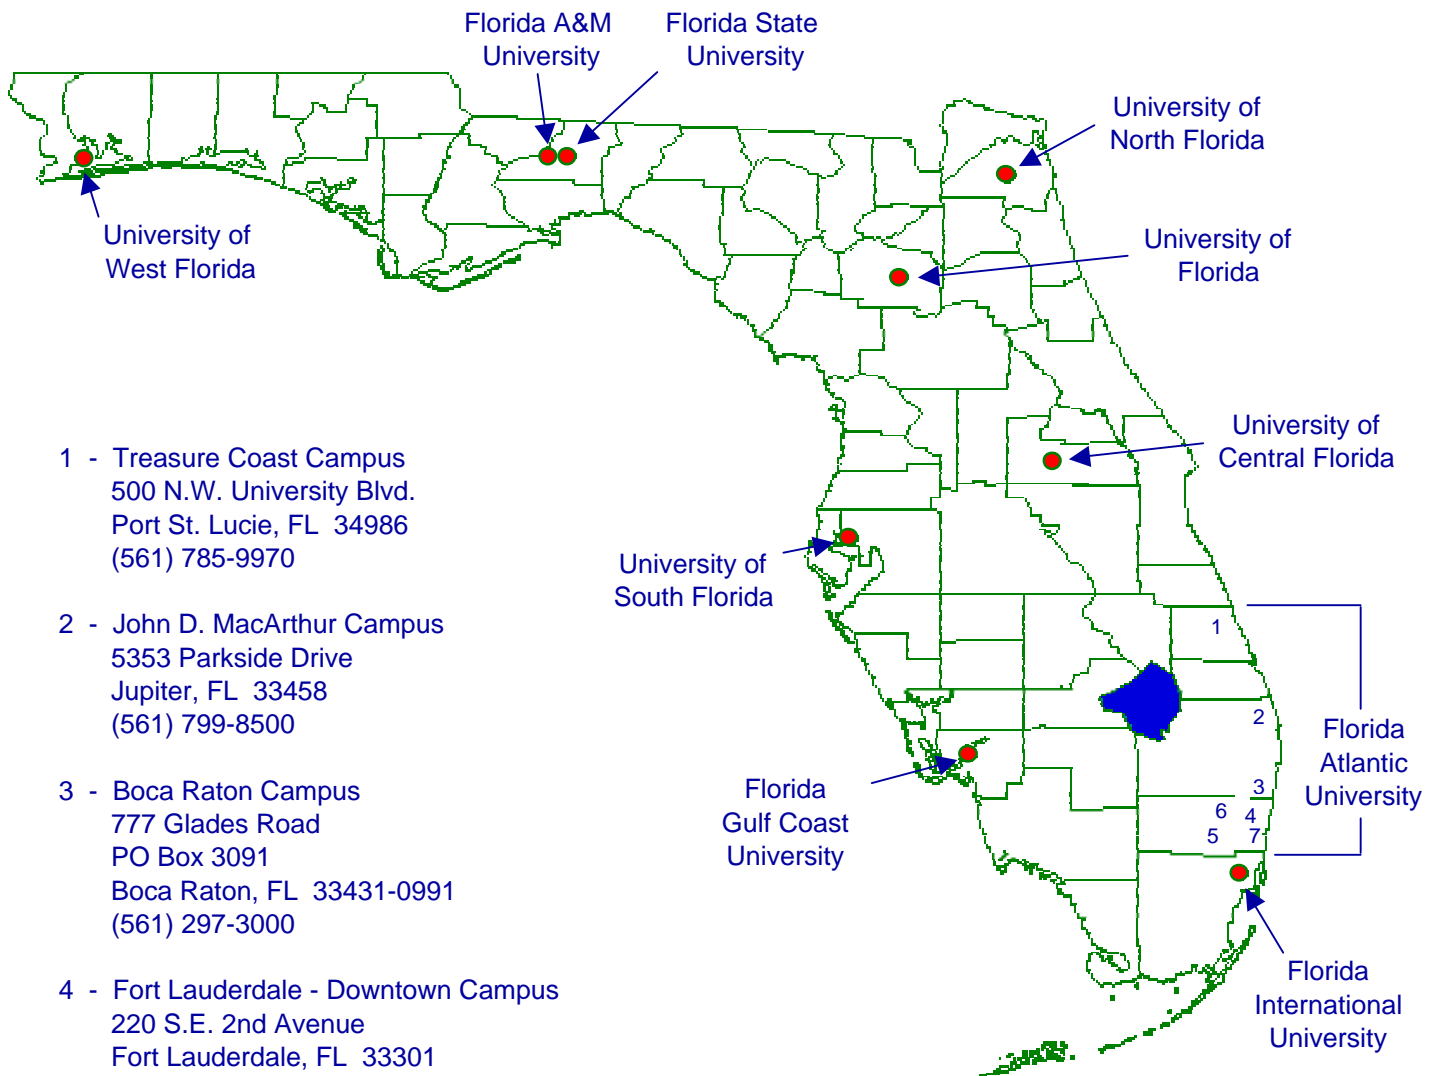 Florida A&M
University
Florida State
University
University of
North Florida
University of
West Florida
University of
Florida
University of
Central Florida
University of
South Florida
Florida
Gulf Coast
University
Florida
Atlantic
University
Florida
International
University
1
2
3
6
4
5
7
1 - Treasure Coast Campus
500 N.W. University Blvd.
Port St. Lucie, FL 34986
(561) 785-9970
2 - John D. MacArthur Campus
5353 Parkside Drive
Jupiter, FL 33458
(561) 799-8500
3 - Boca Raton Campus
777 Glades Road
PO Box 3091
Boca Raton, FL 33431-0991
(561) 297-3000
4 - Fort Lauderdale - Downtown Campus
220 S.E. 2nd Avenue
Fort Lauderdale, FL 33301